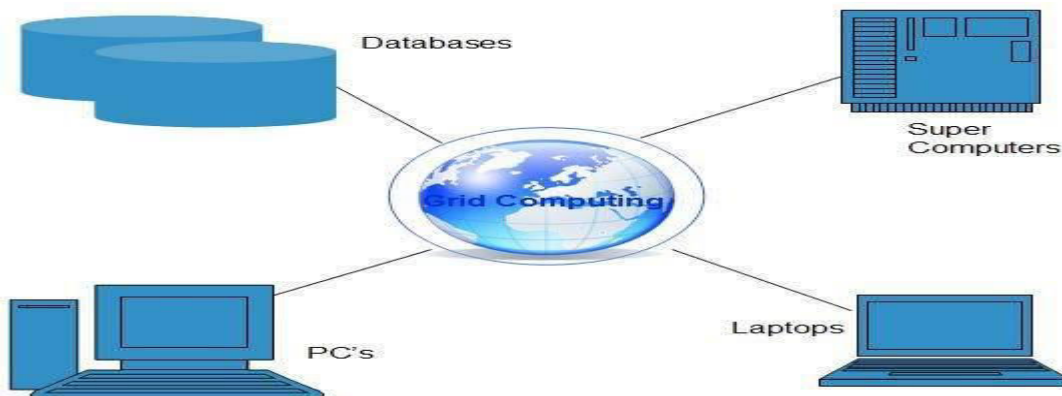 Databases
Super
Computers
Grid Computing
Laptops
PC's